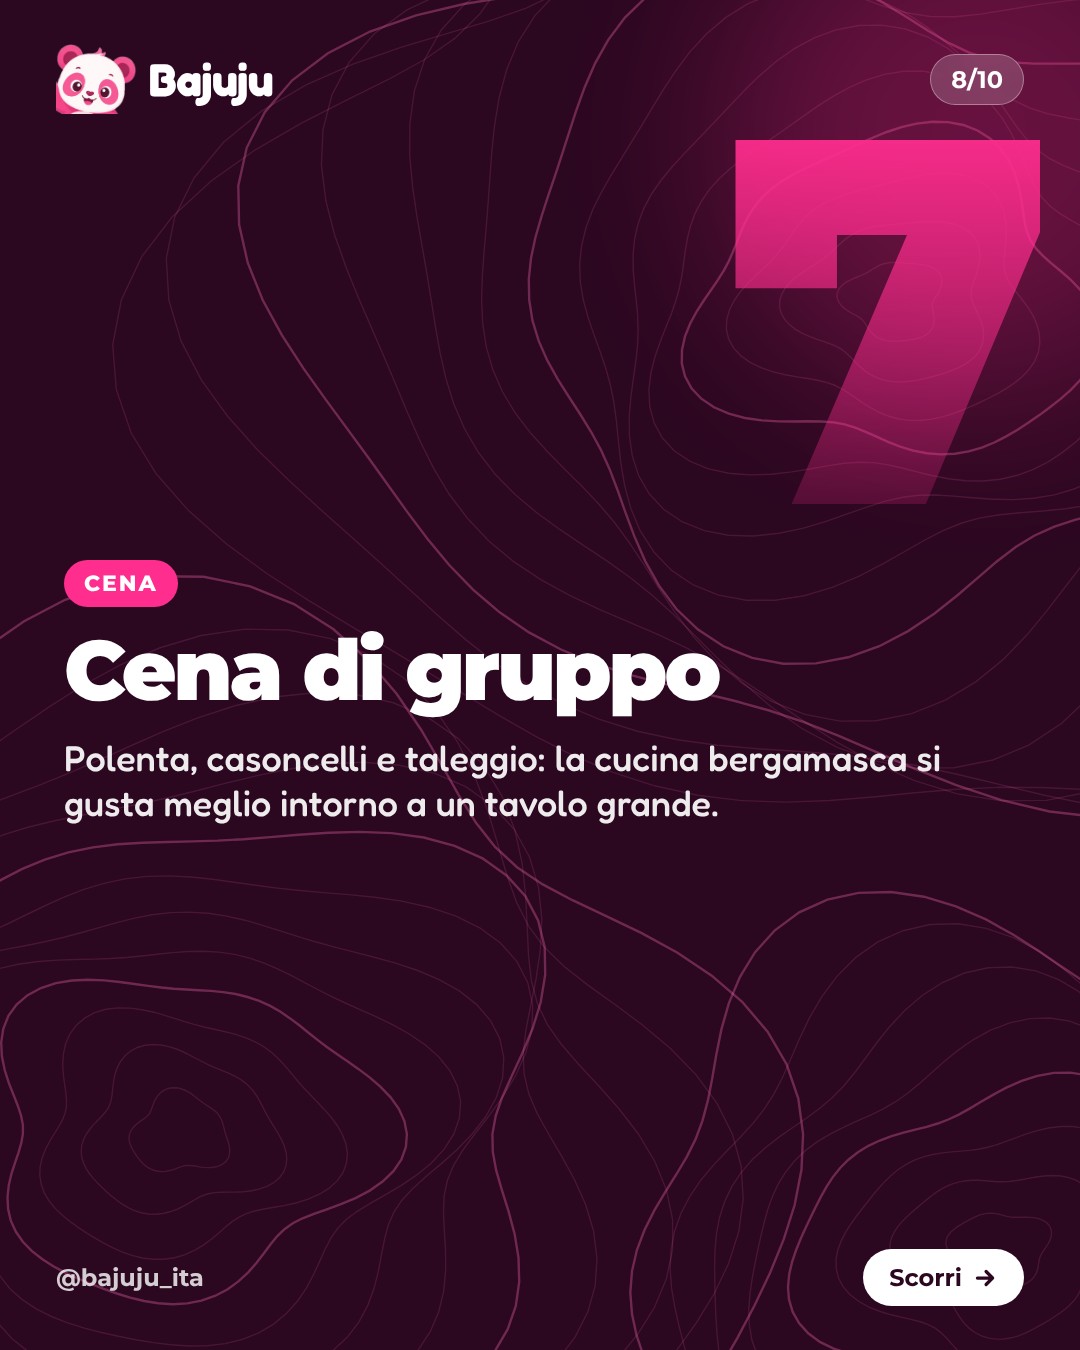 Bajuju
8/10
7
CENA
Cena di gruppo
Polenta, casoncelli e taleggio: la cucina bergamasca si
gusta meglio intorno a un tavolo grande.
@bajuju_ita
Scorri →